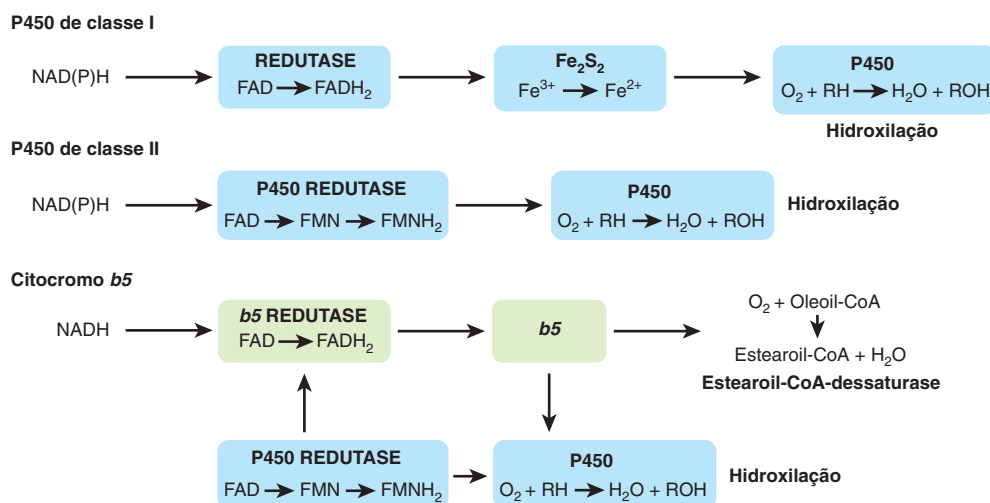 P450 de classe I
NAD(P)H
REDUTASE
FAD → FADH₂
Fe₂S₂
Fe³⁺ → Fe²⁺
P450
O₂ + RH → H₂O + ROH
Hidroxilação
P450 de classe II
NAD(P)H
P450 REDUTASE
FAD → FMN → FMNH₂
P450
O₂ + RH → H₂O + ROH
Hidroxilação
Citocromo b5
NADH
b5 REDUTASE
FAD → FADH₂
b5
O₂ + Oleoil-CoA
Estearoil-CoA + H₂O
Estearoil-CoA-dessaturase
P450 REDUTASE
FAD → FMN → FMNH₂
P450
O₂ + RH → H₂O + ROH
Hidroxilação